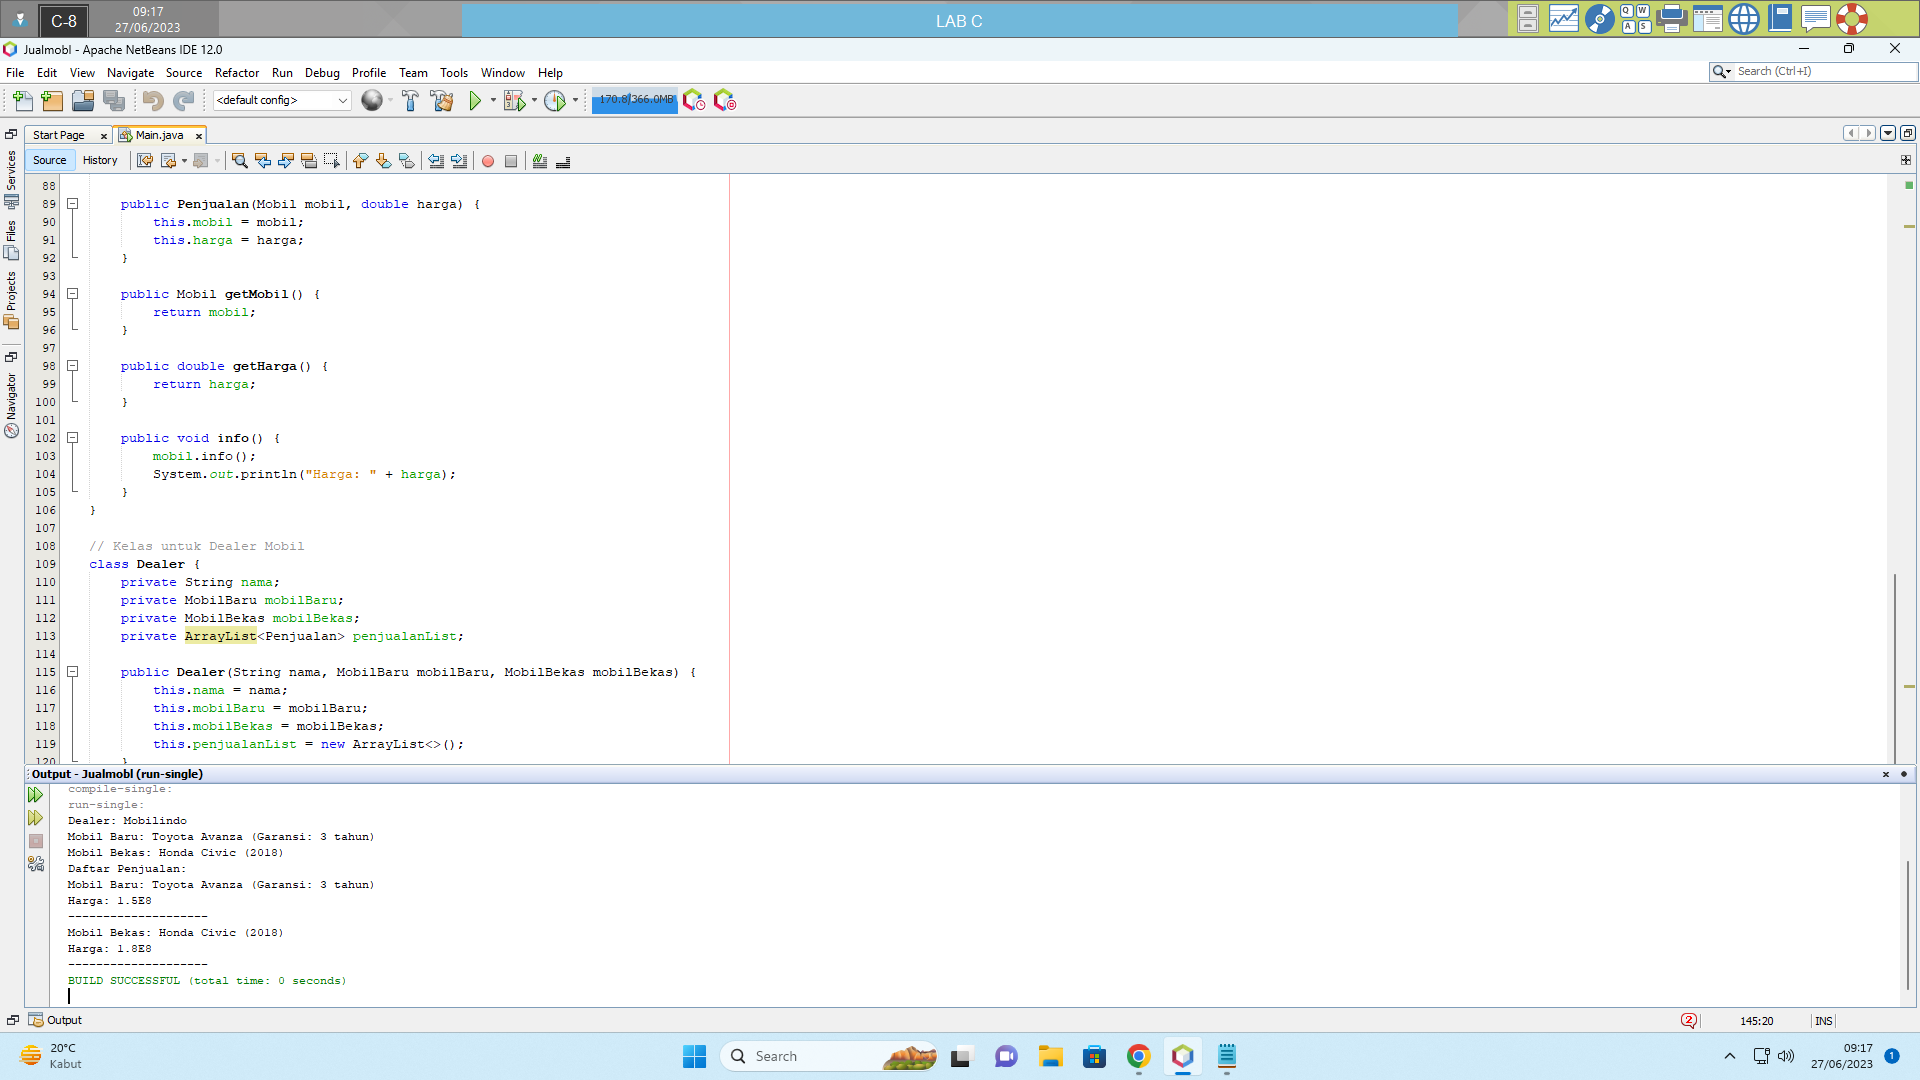 C-8
09:17
27/06/2023
LAB C
Q W
A S
Jualmobl - Apache NetBeans IDE 12.0
File Edit View Navigate Source Refactor Run Debug Profile Team Tools Window Help
Search (Ctrl+I)
<default config>
170.8/366.0MB
Start Page
Main.java
Source History
Services
Files
Projects
Navigator
88
89 public Penjualan(Mobil mobil, double harga) {
90 this.mobil = mobil;
91 this.harga = harga;
92 }
93
94 public Mobil getMobil() {
95 return mobil;
96 }
97
98 public double getHarga() {
99 return harga;
100 }
101
102 public void info() {
103 mobil.info();
104 System.out.println("Harga: " + harga);
105 }
106 }
107
108 // Kelas untuk Dealer Mobil
109 class Dealer {
110 private String nama;
111 private MobilBaru mobilBaru;
112 private MobilBekas mobilBekas;
113 private ArrayList<Penjualan> penjualanList;
114
115 public Dealer(String nama, MobilBaru mobilBaru, MobilBekas mobilBekas) {
116 this.nama = nama;
117 this.mobilBaru = mobilBaru;
118 this.mobilBekas = mobilBekas;
119 this.penjualanList = new ArrayList<>();
120 }
Output - Jualmobl (run-single)
compile-single:
run-single:
Dealer: Mobilindo
Mobil Baru: Toyota Avanza (Garansi: 3 tahun)
Mobil Bekas: Honda Civic (2018)
Daftar Penjualan:
Mobil Baru: Toyota Avanza (Garansi: 3 tahun)
Harga: 1.5E8
--------------------
Mobil Bekas: Honda Civic (2018)
Harga: 1.8E8
--------------------
BUILD SUCCESSFUL (total time: 0 seconds)
Output
2
145:20
INS
20°C
Kabut
Search
09:17
27/06/2023
1